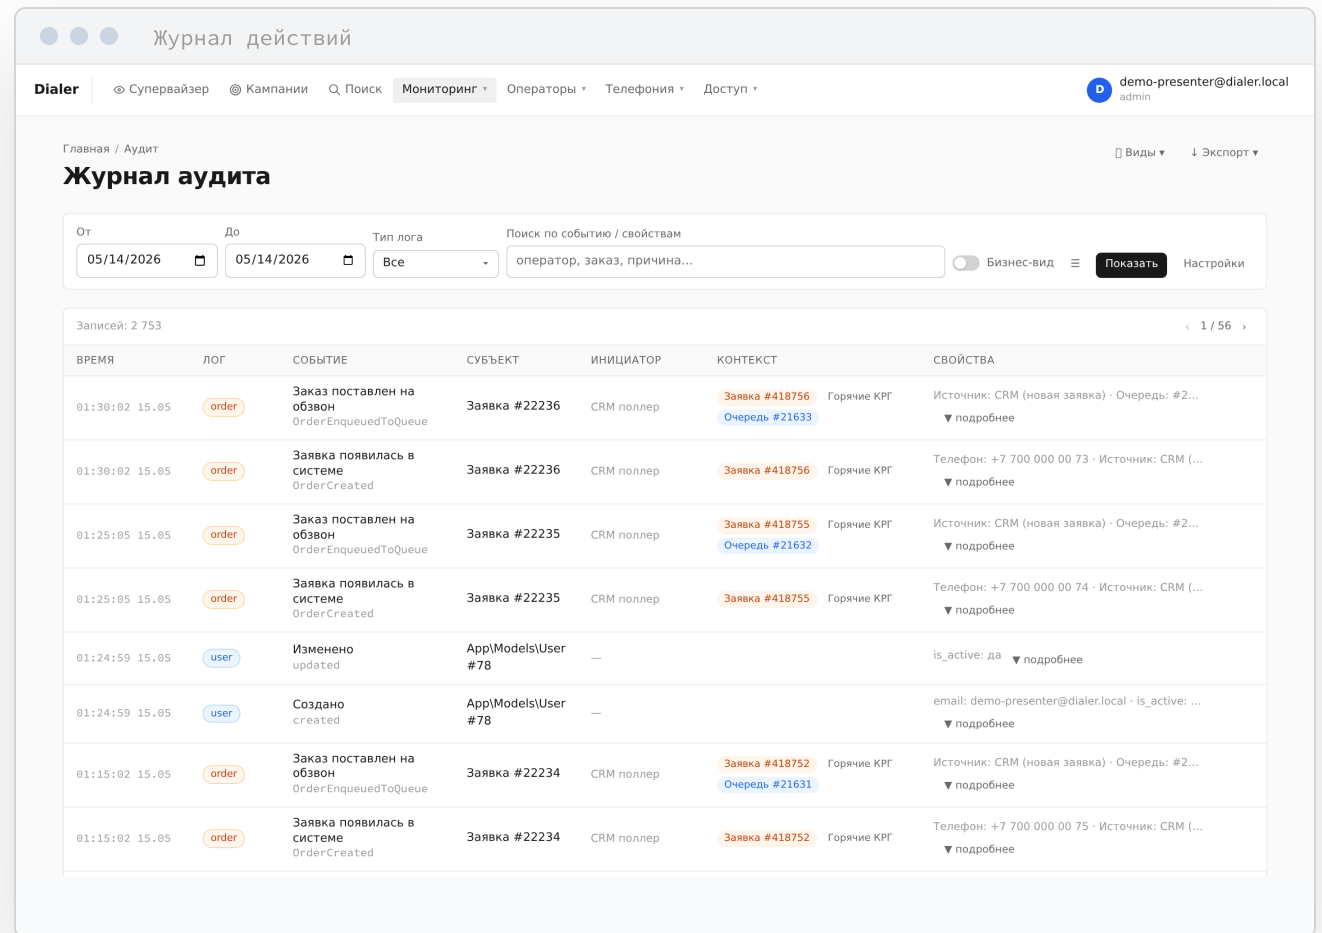 Журнал действий
Dialer
Супервайзер
Кампании
Поиск
Мониторинг ▾
Операторы ▾
Телефония ▾
Доступ ▾
D
demo-presenter@dialer.local
admin
Главная / Аудит
Журнал аудита
Виды ▾
↓ Экспорт ▾
От
До
Тип лога
Поиск по событию / свойствам
05/14/2026
05/14/2026
Все
оператор, заказ, причина...
Бизнес-вид
☰
Показать
Настройки
Записей: 2 753
‹ 1 / 56 ›
ВРЕМЯ ЛОГ СОБЫТИЕ СУБЪЕКТ ИНИЦИАТОР КОНТЕКСТ СВОЙСТВА
01:30:02 15.05
order
Заказ поставлен на
обзвон
OrderEnqueuedToQueue
Заявка #22236
CRM поллер
Заявка #418756 Горячие КРГ
Очередь #21633
Источник: CRM (новая заявка) · Очередь: #2...
▼ подробнее
01:30:02 15.05
order
Заявка появилась в
системе
OrderCreated
Заявка #22236
CRM поллер
Заявка #418756 Горячие КРГ
Телефон: +7 700 000 00 73 · Источник: CRM (...
▼ подробнее
01:25:05 15.05
order
Заказ поставлен на
обзвон
OrderEnqueuedToQueue
Заявка #22235
CRM поллер
Заявка #418755 Горячие КРГ
Очередь #21632
Источник: CRM (новая заявка) · Очередь: #2...
▼ подробнее
01:25:05 15.05
order
Заявка появилась в
системе
OrderCreated
Заявка #22235
CRM поллер
Заявка #418755 Горячие КРГ
Телефон: +7 700 000 00 74 · Источник: CRM (...
▼ подробнее
01:24:59 15.05
user
Изменено
updated
App\Models\User
#78
—
is_active: да ▼ подробнее
01:24:59 15.05
user
Создано
created
App\Models\User
#78
—
email: demo-presenter@dialer.local · is_active: ...
▼ подробнее
01:15:02 15.05
order
Заказ поставлен на
обзвон
OrderEnqueuedToQueue
Заявка #22234
CRM поллер
Заявка #418752 Горячие КРГ
Очередь #21631
Источник: CRM (новая заявка) · Очередь: #2...
▼ подробнее
01:15:02 15.05
order
Заявка появилась в
системе
OrderCreated
Заявка #22234
CRM поллер
Заявка #418752 Горячие КРГ
Телефон: +7 700 000 00 75 · Источник: CRM (...
▼ подробнее